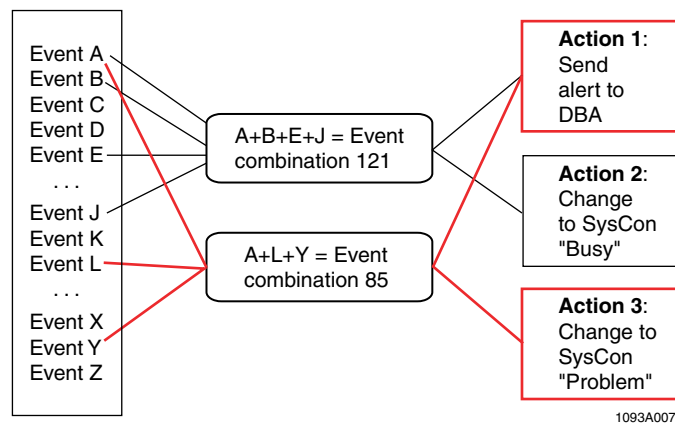 Event A
Event B
Event C
Event D
Event E
. . .
Event J
Event K
Event L
. . .
Event X
Event Y
Event Z
A+B+E+J = Event
combination 121
A+L+Y = Event
combination 85
Action 1:
Send
alert to
DBA
Action 2:
Change
to SysCon
"Busy"
Action 3:
Change to
SysCon
"Problem"
1093A007